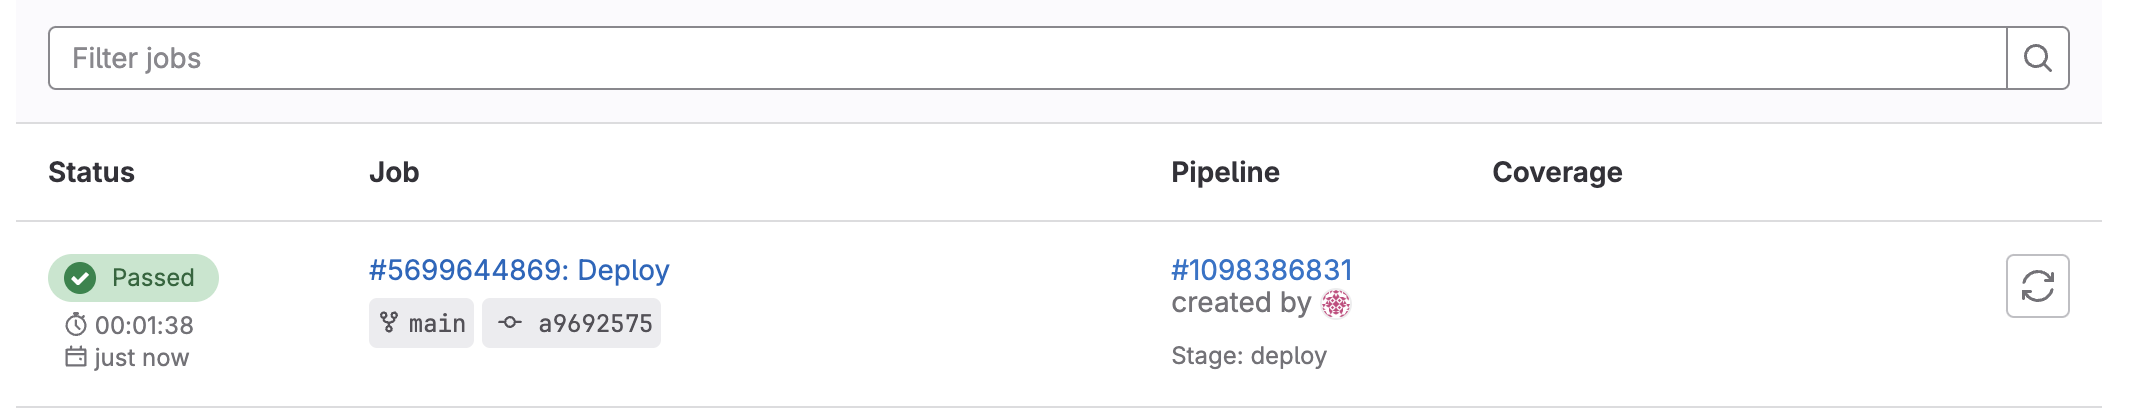 Filter jobs
Status Job Pipeline Coverage
Passed #5699644869: Deploy #1098386831
created by
00:01:38 main a9692575
just now Stage: deploy